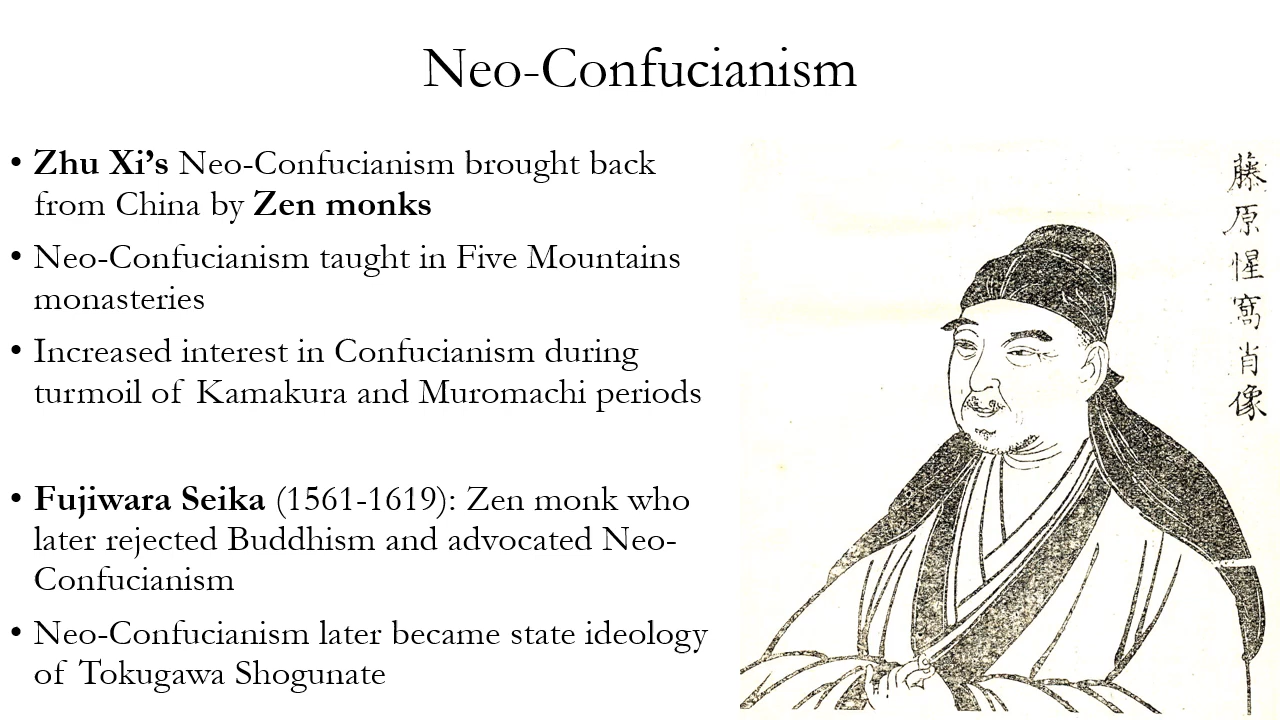 Neo-Confucianism
• Zhu Xi’s Neo-Confucianism brought back
from China by Zen monks
• Neo-Confucianism taught in Five Mountains
monasteries
• Increased interest in Confucianism during
turmoil of Kamakura and Muromachi periods
• Fujiwara Seika (1561-1619): Zen monk who
later rejected Buddhism and advocated Neo-
Confucianism
• Neo-Confucianism later became state ideology
of Tokugawa Shogunate
藤原惺窩肖像